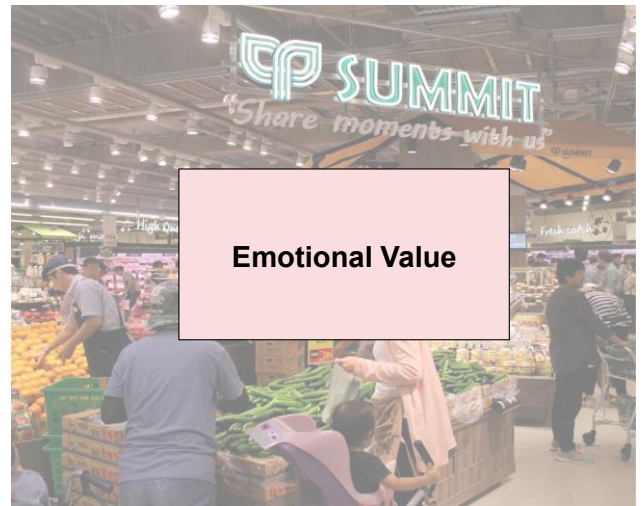 SUMMIT
"Share moments with us"
SUMMIT
High Qu
Fresh catch
Emotional Value